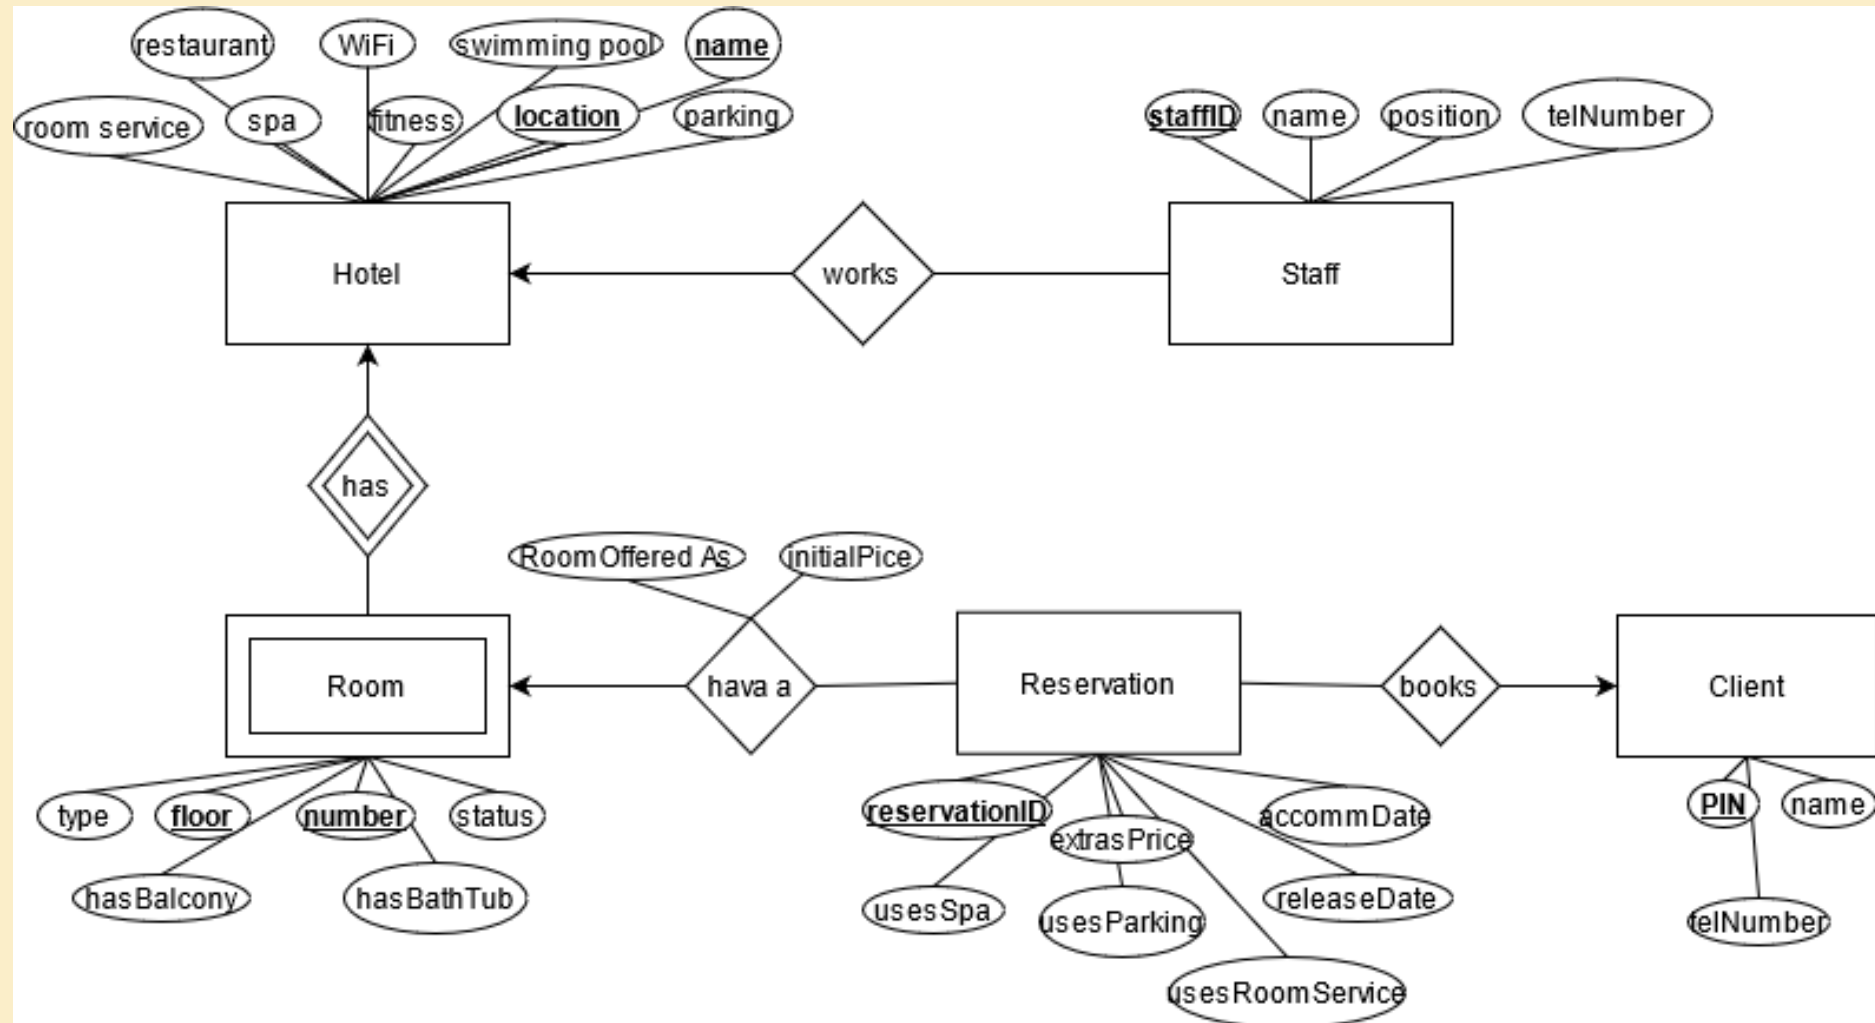 restaurant
WiFi
swimming pool
name
room service
spa
fitness
location
parking
staffID
name
position
telNumber
Hotel
works
Staff
has
RoomOffered As
initialPice
Room
hava a
Reservation
books
Client
type
floor
number
status
hasBalcony
hasBathTub
reservationID
extrasPrice
accommDate
usesSpa
usesParking
releaseDate
usesRoomService
PIN
name
telNumber